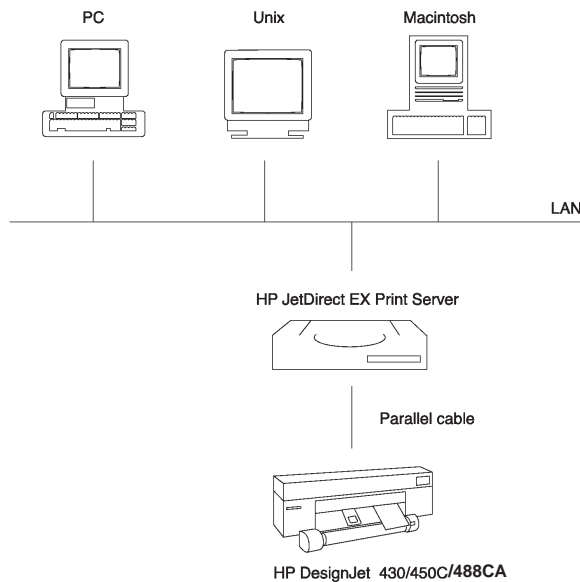 PC
Unix
Macintosh
LAN
HP JetDirect EX Print Server
Parallel cable
HP DesignJet 430/450C/488CA